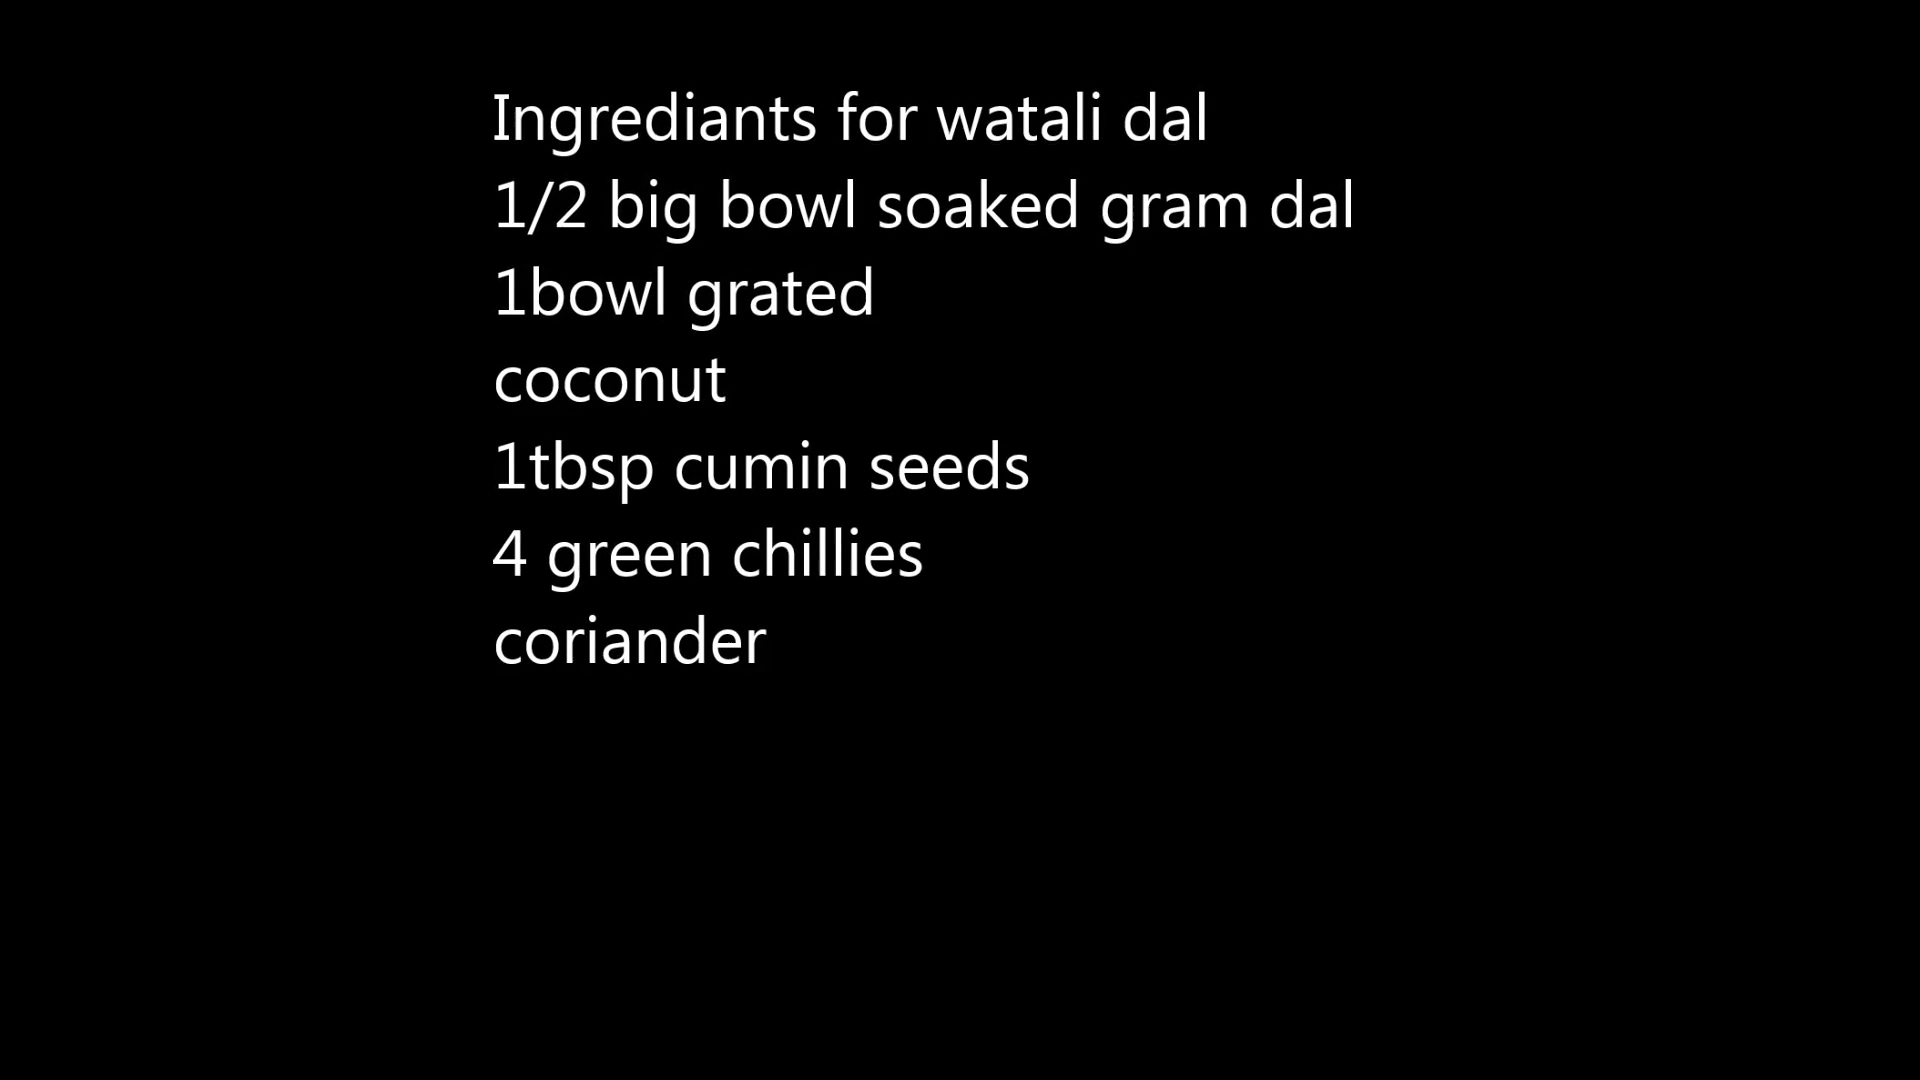 Ingrediants for watali dal
1/2 big bowl soaked gram dal
1bowl grated
coconut
1tbsp cumin seeds
4 green chillies
coriander